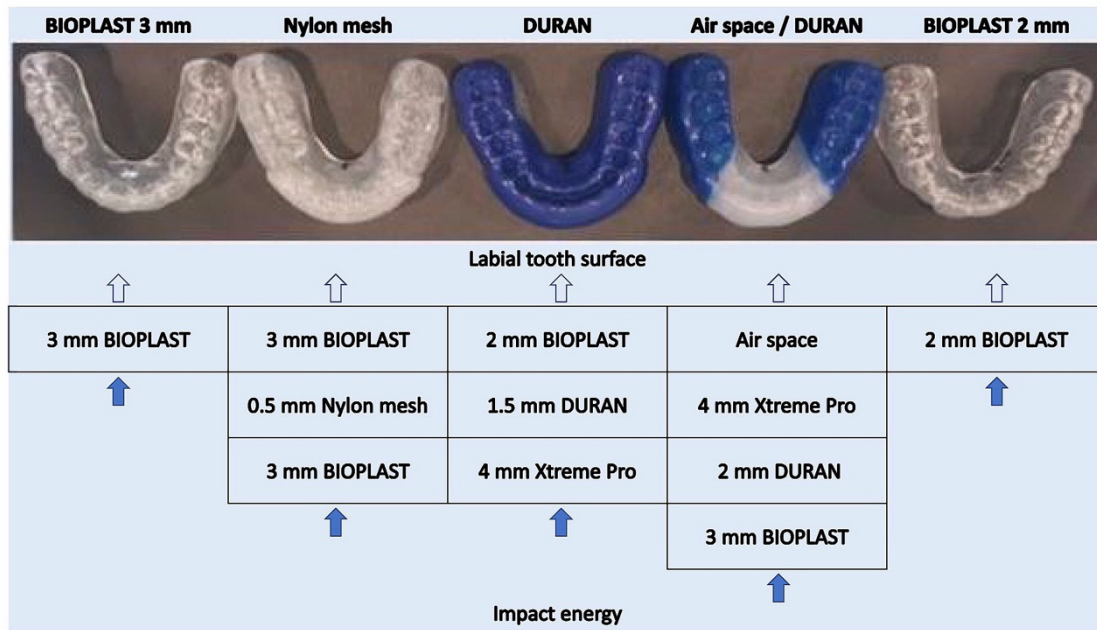 BIOPLAST 3 mm Nylon mesh DURAN Air space / DURAN BIOPLAST 2 mm
Labial tooth surface
3 mm BIOPLAST 3 mm BIOPLAST 2 mm BIOPLAST Air space 2 mm BIOPLAST
0.5 mm Nylon mesh 1.5 mm DURAN 4 mm Xtreme Pro
3 mm BIOPLAST 4 mm Xtreme Pro 2 mm DURAN
3 mm BIOPLAST
Impact energy